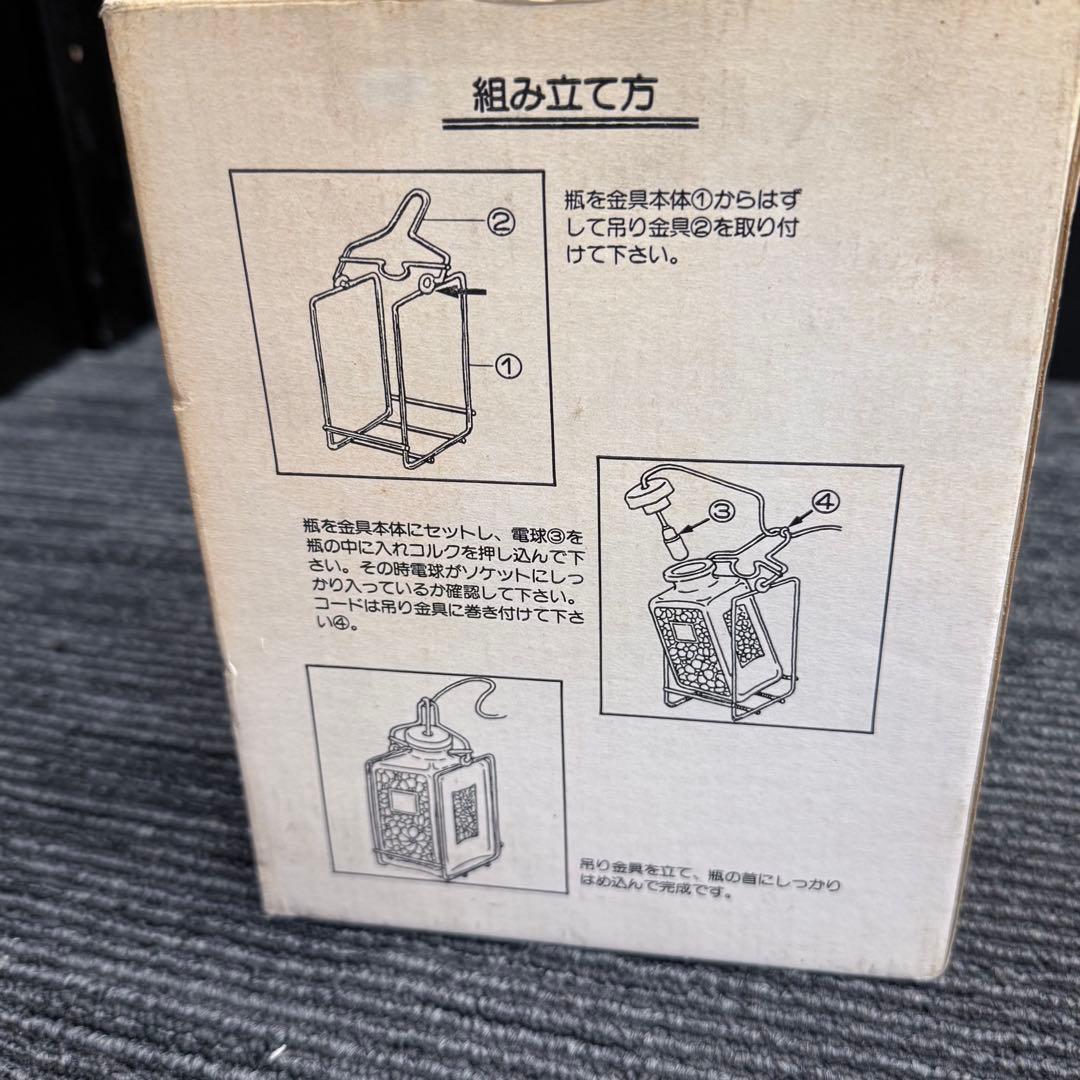 組み立て方
②
①
瓶を金具本体①からはず
して吊り金具②を取り付
けて下さい。
瓶を金具本体にセットし、電球③を
瓶の中に入れコルクを押し込んで下
さい。その時電球がソケットにしっ
かり入っているか確認して下さい。
コードは吊り金具に巻き付けて下さ
い④。
③
④
吊り金具を立て、瓶の首にしっかり
はめ込んで完成です。